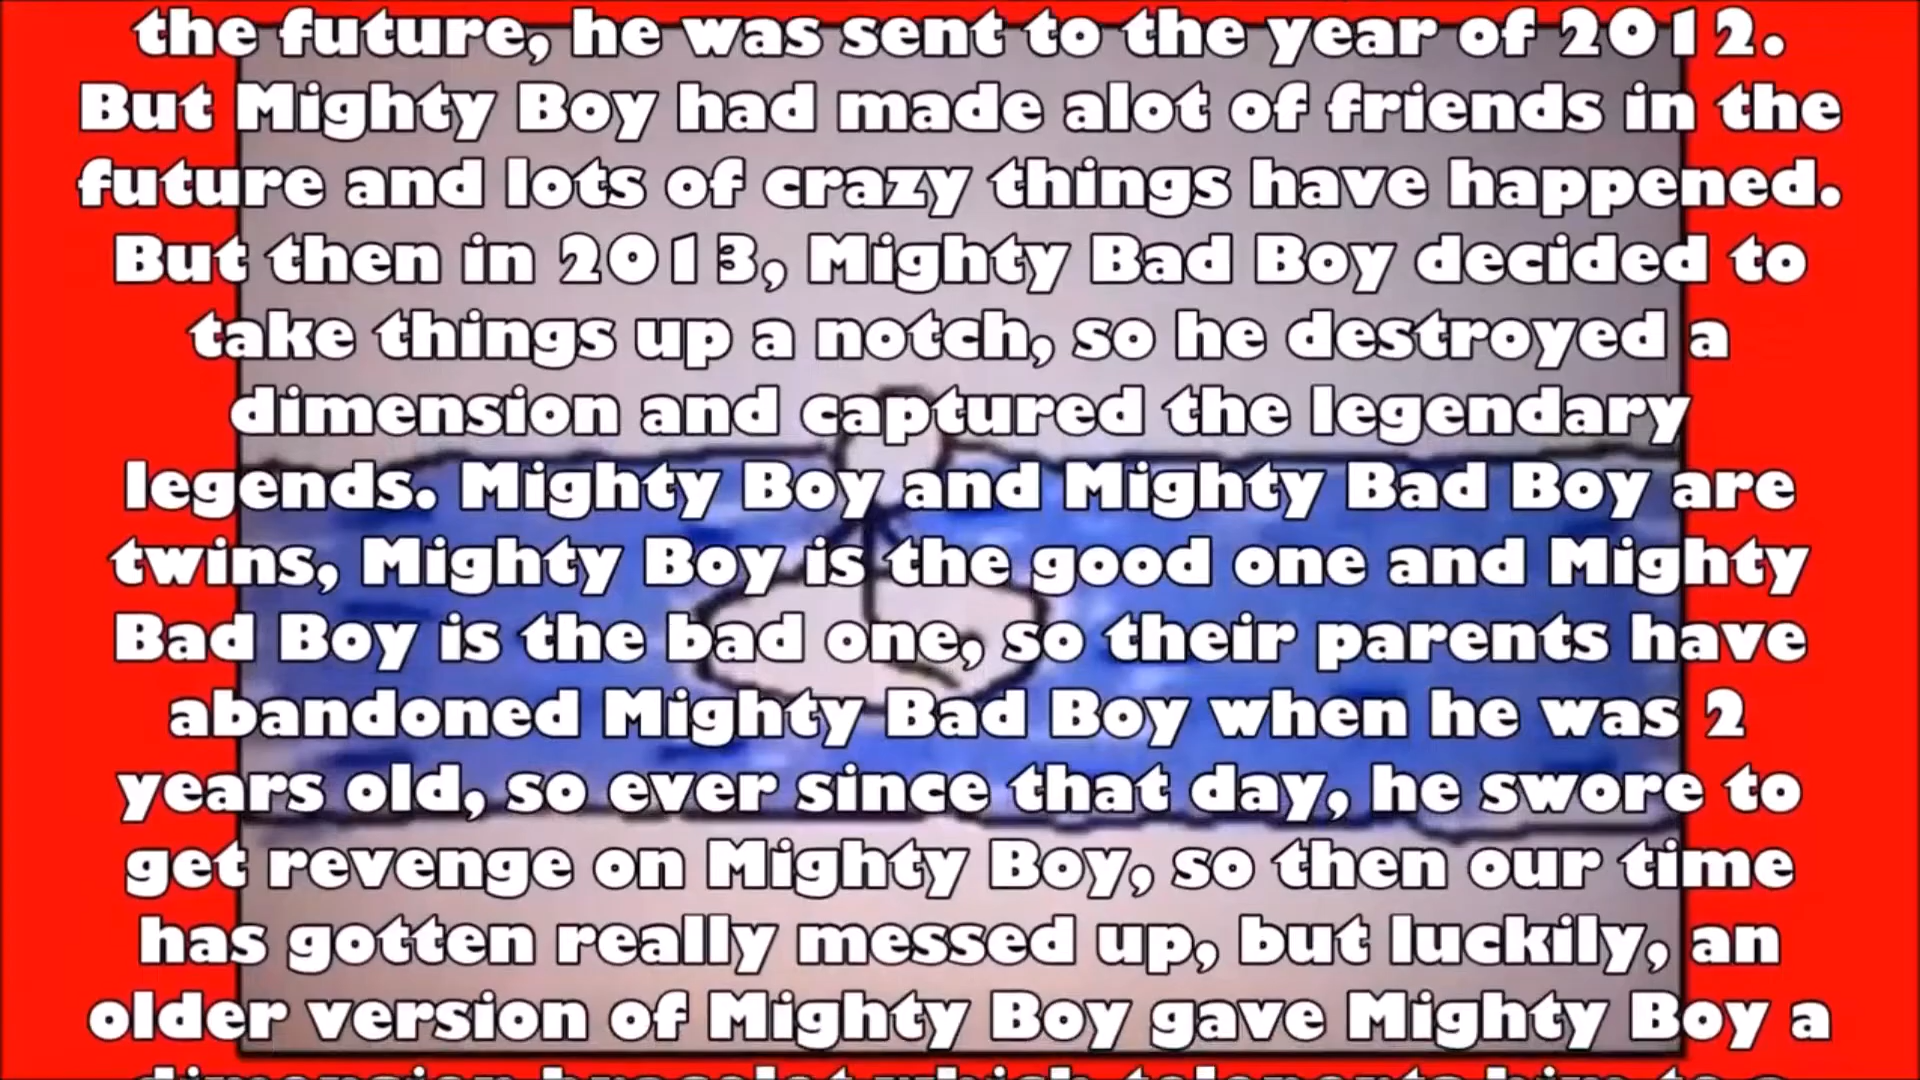 the future, he was sent to the year of 2012.
But Mighty Boy had made alot of friends in the
future and lots of crazy things have happened.
But then in 2013, Mighty Bad Boy decided to
take things up a notch, so he destroyed a
dimension and captured the legendary
legends. Mighty Boy and Mighty Bad Boy are
twins, Mighty Boy is the good one and Mighty
Bad Boy is the bad one, so their parents have
abandoned Mighty Bad Boy when he was 2
years old, so ever since that day, he swore to
get revenge on Mighty Boy, so then our time
has gotten really messed up, but luckily, an
older version of Mighty Boy gave Mighty Boy a